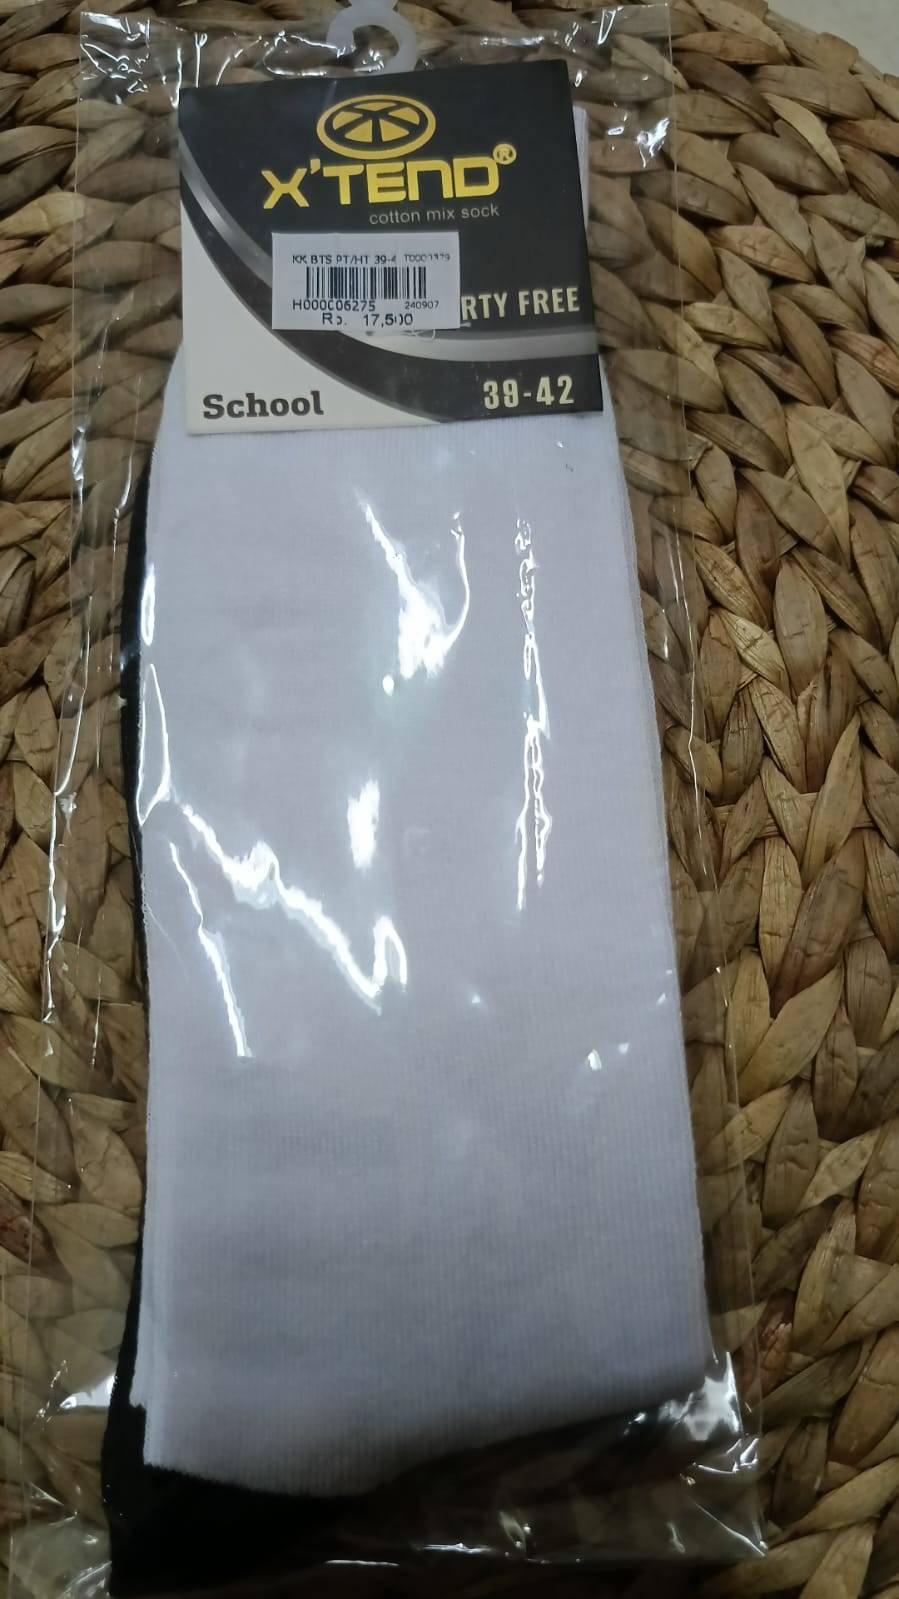 X'TEND®
cotton mix sock
KK BTS PT/HT 39-4
H000006275 240907
Rp. 17,500
RTY FREE
39-42
School